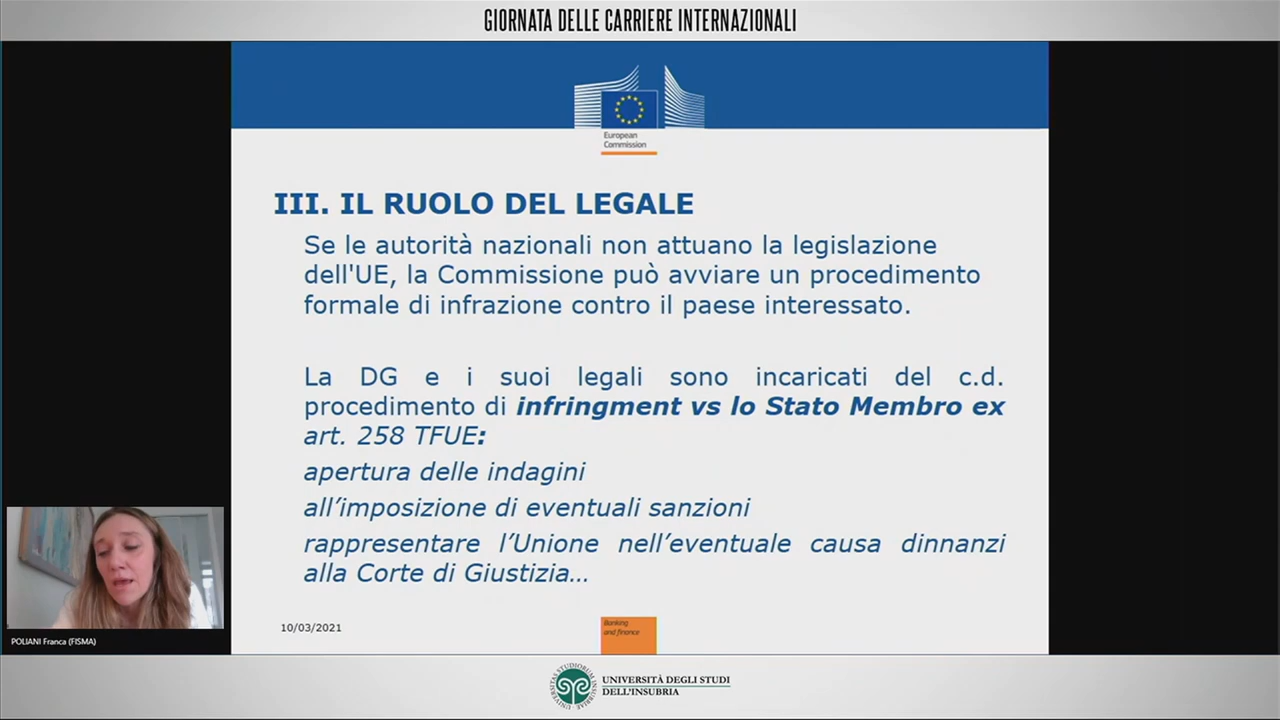 GIORNATA DELLE CARRIERE INTERNAZIONALI
European
Commission
III. IL RUOLO DEL LEGALE
Se le autorità nazionali non attuano la legislazione
dell'UE, la Commissione può avviare un procedimento
formale di infrazione contro il paese interessato.
La DG e i suoi legali sono incaricati del c.d.
procedimento di infringment vs lo Stato Membro ex
art. 258 TFUE:
apertura delle indagini
all’imposizione di eventuali sanzioni
rappresentare l’Unione nell’eventuale causa dinnanzi
alla Corte di Giustizia…
POLIANI Franca (FISMA)
10/03/2021
Banking
and finance
UNIVERSITÀ DEGLI STUDI
DELL'INSUBRIA